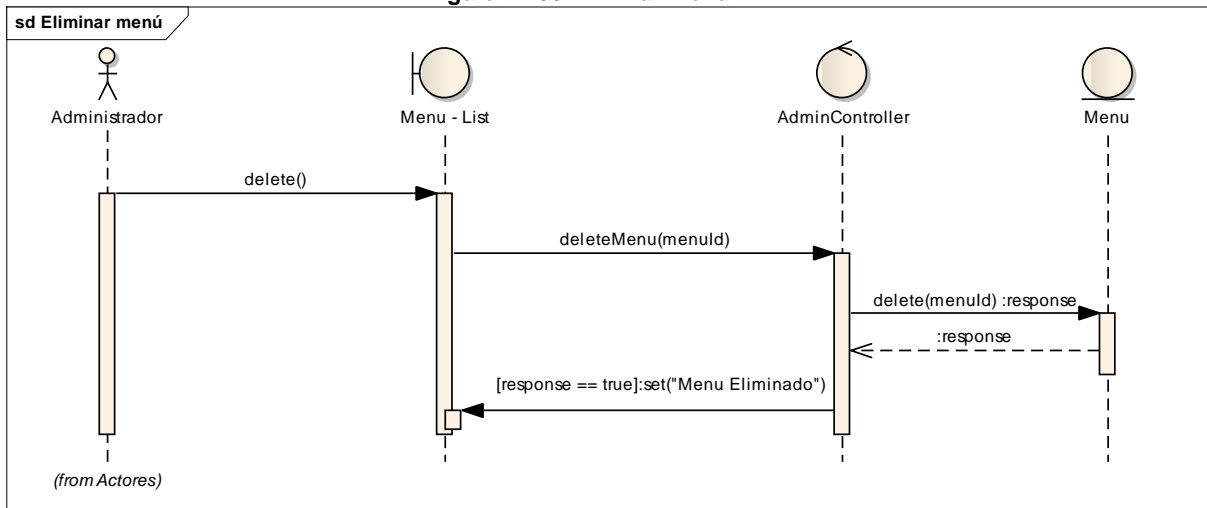 sd Eliminar menú
Administrador
Menu - List
AdminController
Menu
delete()
deleteMenu(menuId)
delete(menuId) :response
:response
[response == true]:set("Menu Eliminado")
(from Actores)